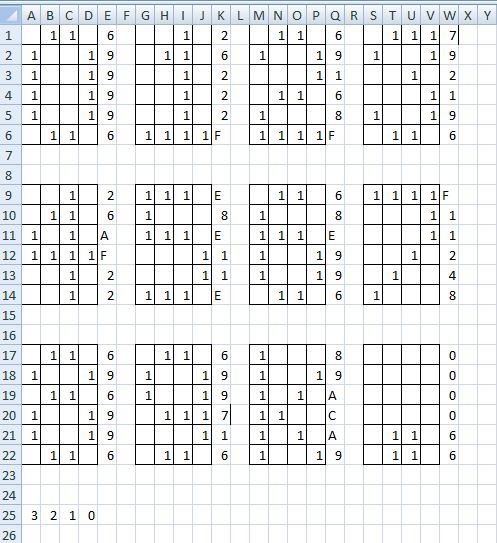 A B C D E F G H I J K L M N O P Q R S T U V W X Y Z
1 1 1 6 1 2 1 1 6 1 1 1 7
2 1 1 9 1 1 6 1 1 9 1 1 9
3 1 1 9 1 2 1 1 1 2
4 1 1 9 1 2 1 1 6 1 1
5 1 1 9 1 2 1 8 1 1 9
6 1 1 6 1 1 1 1 F 1 1 1 1 F 1 1 6
7
8
9 1 2 1 1 1 E 1 1 6 1 1 1 1 F
10 1 1 6 1 8 1 8 1 1
11 1 1 A 1 1 1 E 1 1 1 E 1 1
12 1 1 1 1 F 1 1 1 1 9 1 2
13 1 2 1 1 1 1 9 1 4
14 1 2 1 1 1 E 1 1 6 1 8
15
16
17 1 1 6 1 1 6 1 8 0
18 1 1 9 1 1 9 1 1 9 0
19 1 1 6 1 1 9 1 1 A 0
20 1 1 9 1 1 1 7 1 1 C 0
21 1 1 9 1 1 1 1 A 1 1 6
22 1 1 6 1 1 6 1 1 9 1 1 6
23
24
25 3 2 1 0
26